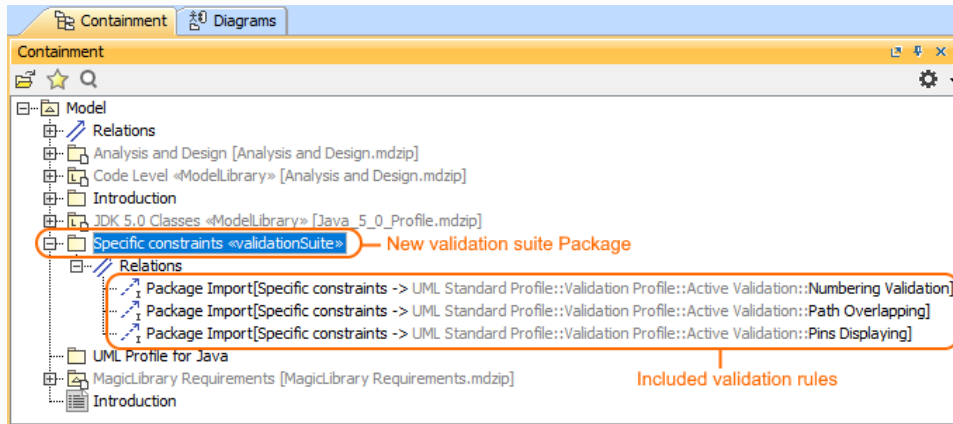 Containment Diagrams
Containment
Model
Relations
Analysis and Design [Analysis and Design.mdzip]
Code Level «ModelLibrary» [Analysis and Design.mdzip]
Introduction
JDK 5.0 Classes «ModelLibrary» [Java_5_0_Profile.mdzip]
Specific constraints «validationSuite» New validation suite Package
Relations
Package Import[Specific constraints -> UML Standard Profile::Validation Profile::Active Validation::Numbering Validation]
Package Import[Specific constraints -> UML Standard Profile::Validation Profile::Active Validation::Path Overlapping]
Package Import[Specific constraints -> UML Standard Profile::Validation Profile::Active Validation::Pins Displaying]
UML Profile for Java
MagicLibrary Requirements [MagicLibrary Requirements.mdzip] Included validation rules
Introduction